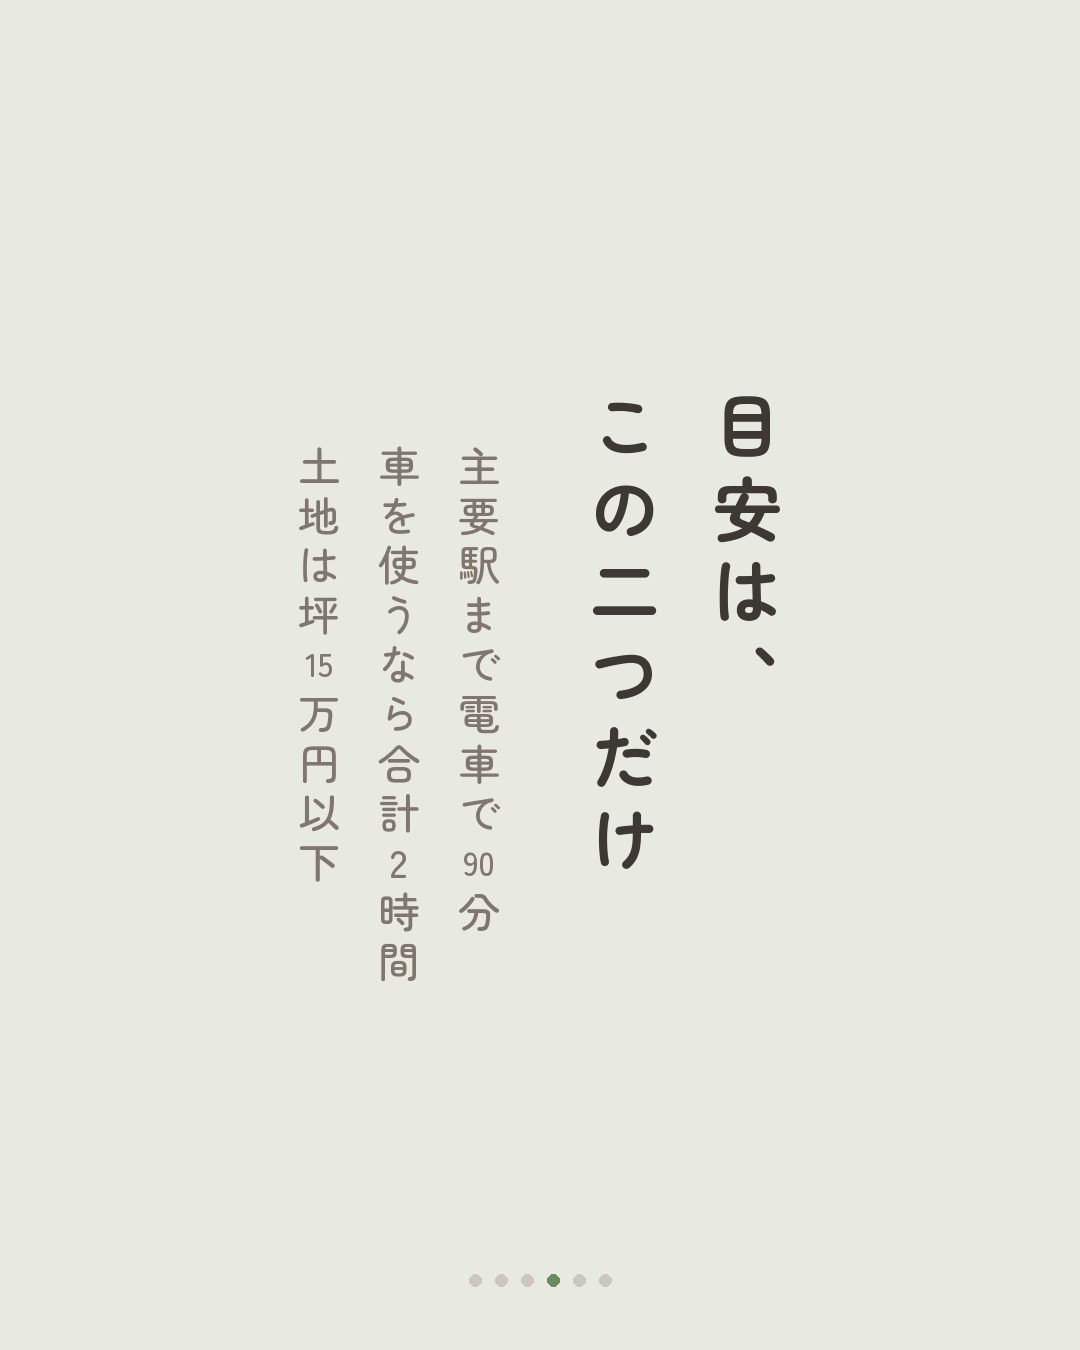 目安は、
この二つだけ
主要駅まで電車で90分
車を使うなら合計2時間
土地は坪15万円以下